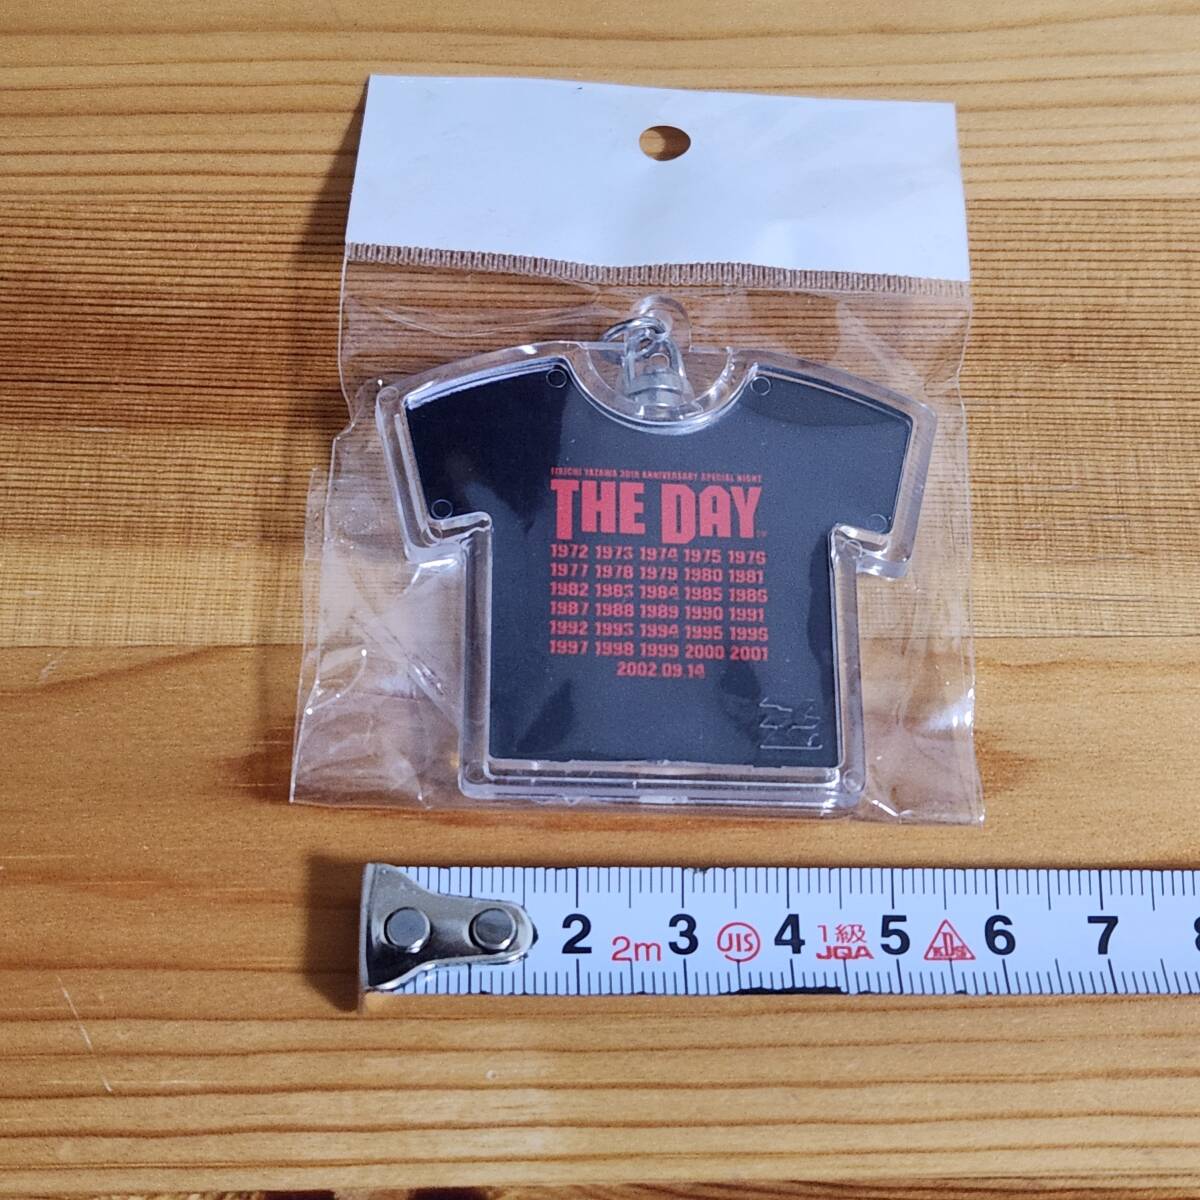 EIKICHI YAZAWA 30TH ANNIVERSARY SPECIAL NIGHT
THE DAY
1972 1973 1974 1975 1976
1977 1978 1979 1980 1981
1982 1983 1984 1985 1986
1987 1988 1989 1990 1991
1992 1993 1994 1995 1996
1997 1998 1999 2000 2001
2002.09.14
2 2m 3 JIS 4 1級 JQA 5 KDS 6 7 8